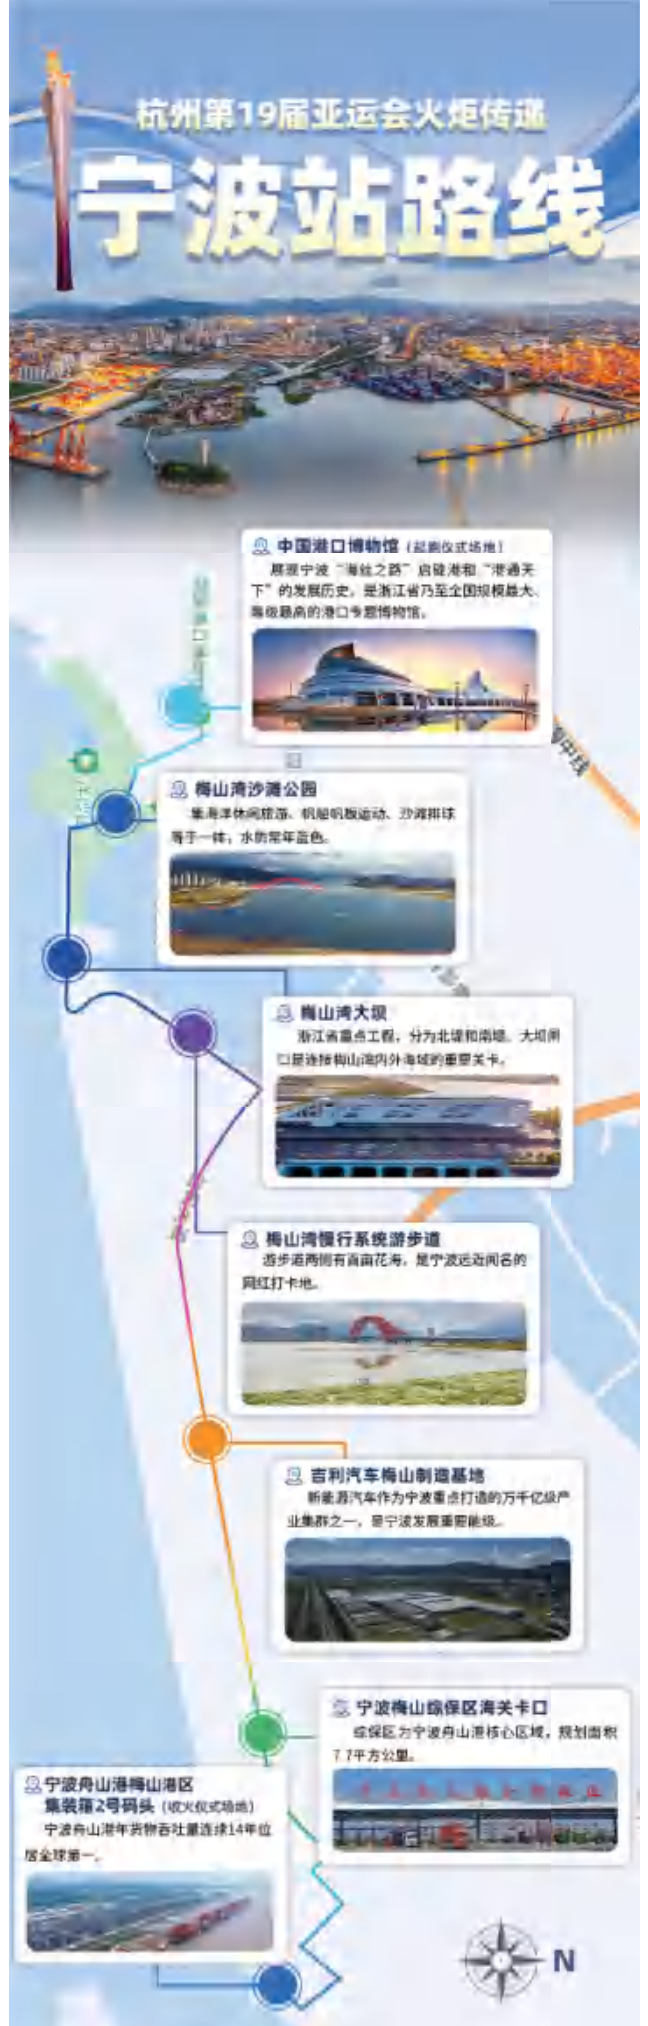 杭州第19届亚运会火炬传递
宁波站路线
中国港口博物馆（起跑仪式场地）
展现宁波“海丝之路”启碇港和“港通天
下”的发展历史，是浙江省乃至全国规模最大、
等级最高的港口专题博物馆。
梅山湾沙滩公园
集海洋休闲旅游、帆船帆板运动、沙滩排球
等于一体，水质常年蓝色。
梅山湾大坝
浙江省重点工程，分为北堤和南堤，大坝闸
口是连接梅山湾内外海域的重要关卡。
梅山湾慢行系统游步道
游步道两侧有百亩花海，是宁波远近闻名的
网红打卡地。
吉利汽车梅山制造基地
新能源汽车作为宁波重点打造的万千亿级产
业集群之一，是宁波发展重要能级。
宁波梅山综保区海关卡口
综保区为宁波舟山港核心区域，规划面积
7.7平方公里。
宁波舟山港梅山港区
集装箱2号码头（收火仪式场地）
宁波舟山港年货物吞吐量连续14年位
居全球第一。
N